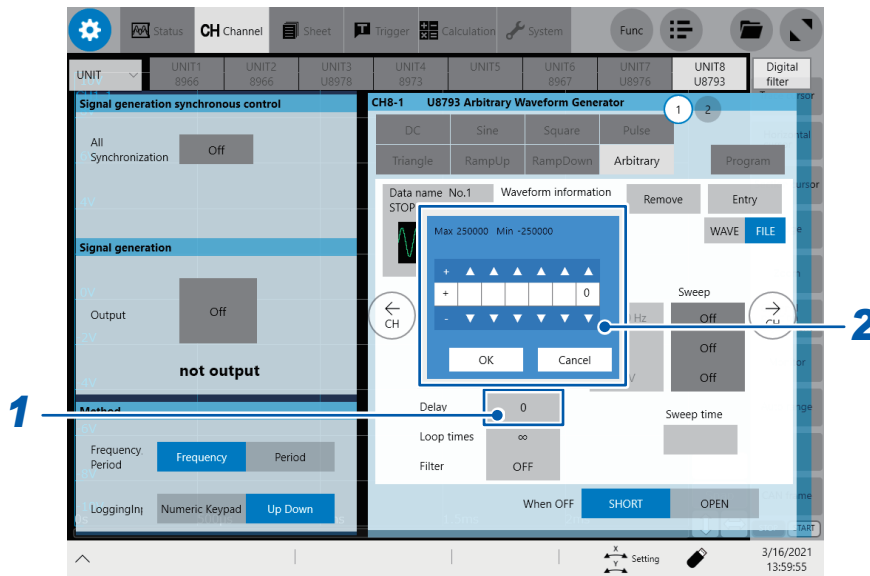 Status CH Channel Sheet Trigger Calculation System Func
UNIT UNIT1 UNIT2 UNIT3 UNIT4 UNIT5 UNIT6 UNIT7 UNIT8 Digital
8966 8966 U8978 8973 8967 U8976 U8793 filter
Signal generation synchronous control
All
Synchronization Off
Signal generation
Output Off
not output
Method
Frequency.
Period Frequency Period
LoggingInp Numeric Keypad Up Down
CH8-1 U8793 Arbitrary Waveform Generator 1 2
DC Sine Square Pulse
Triangle RampUp RampDown Arbitrary Program
Data name No.1 Waveform information Remove Entry
STOP
WAVE FILE
Max 250000 Min -250000
+
+ 0
-
OK Cancel
CH
CH
Sweep
Hz Off
Off
V Off
Delay 0
Sweep time
Loop times ∞
Filter OFF
When OFF SHORT OPEN
1
2
X
Y Setting
3/16/2021
13:59:55